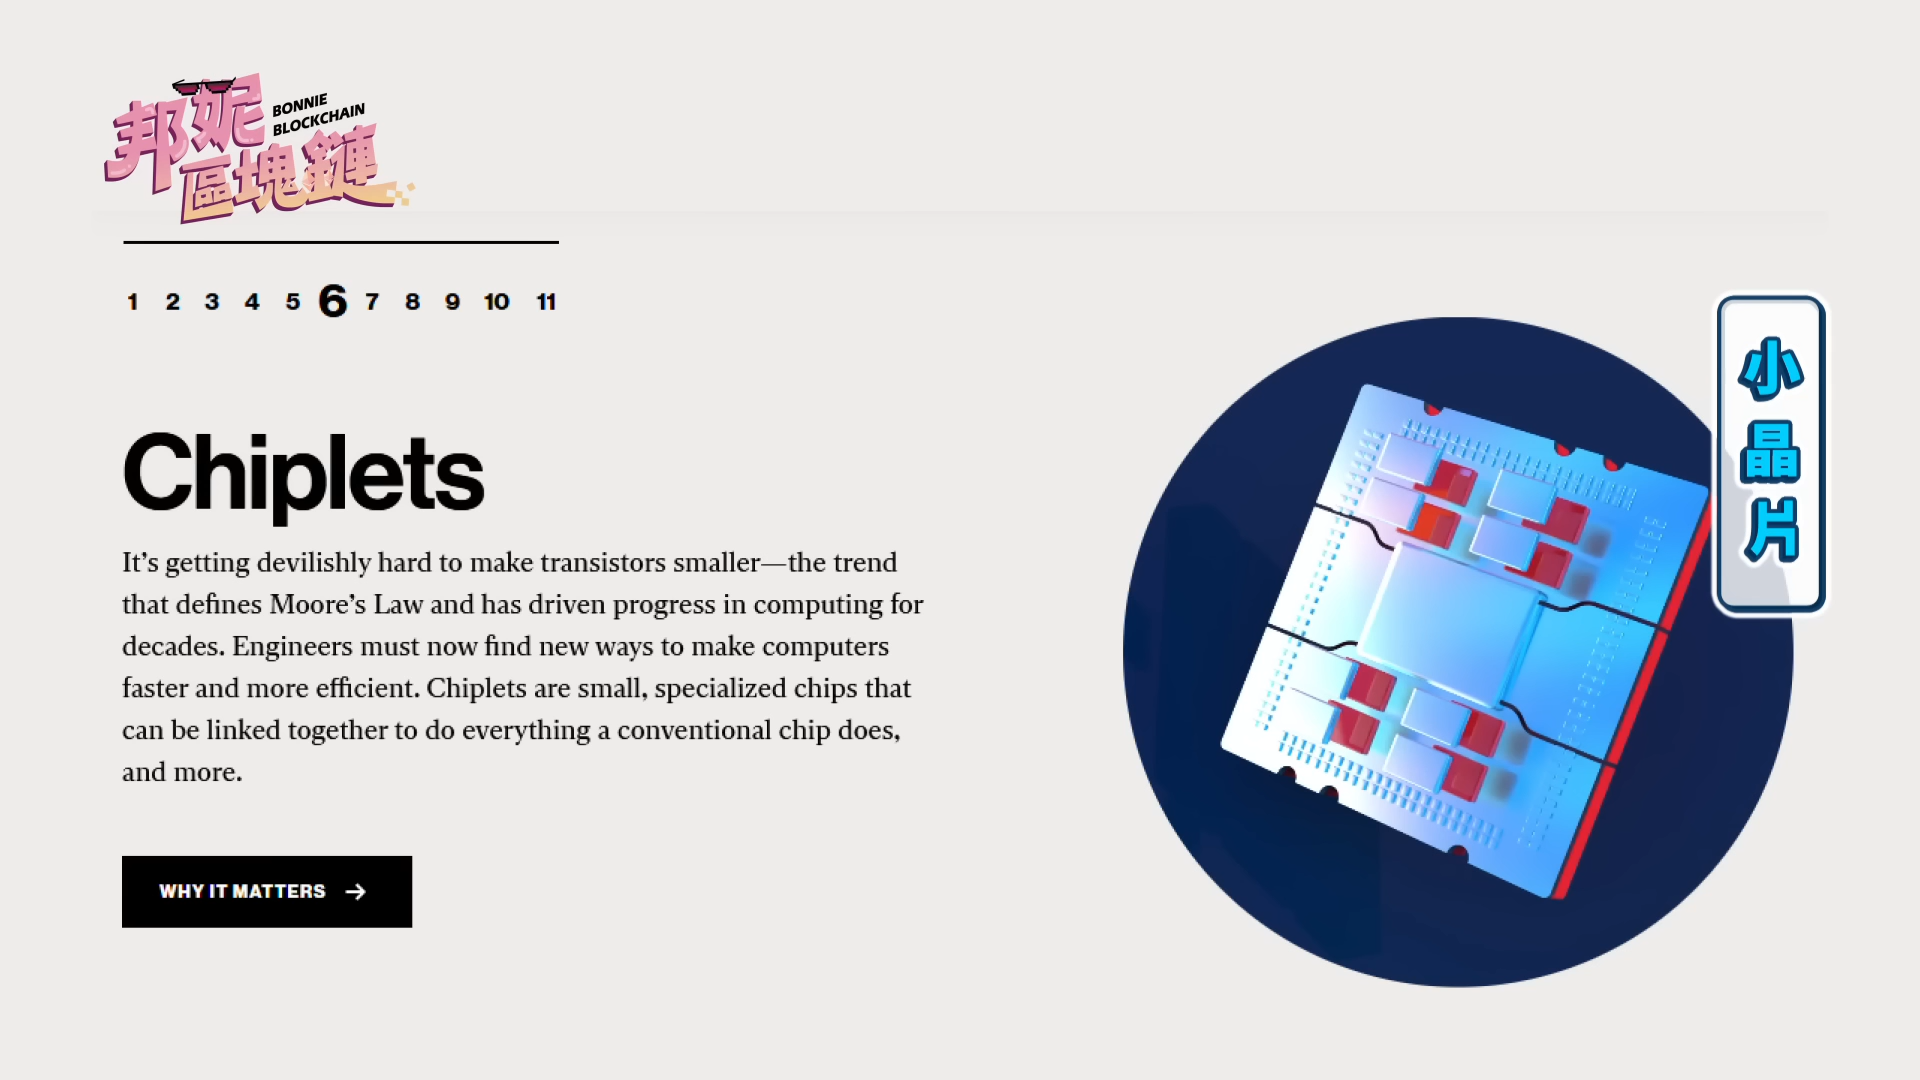 邦妮
BONNIE
BLOCKCHAIN
區塊鏈
1 2 3 4 5 6 7 8 9 10 11
小晶片
Chiplets
It’s getting devilishly hard to make transistors smaller—the trend
that defines Moore’s Law and has driven progress in computing for
decades. Engineers must now find new ways to make computers
faster and more efficient. Chiplets are small, specialized chips that
can be linked together to do everything a conventional chip does,
and more.
WHY IT MATTERS →